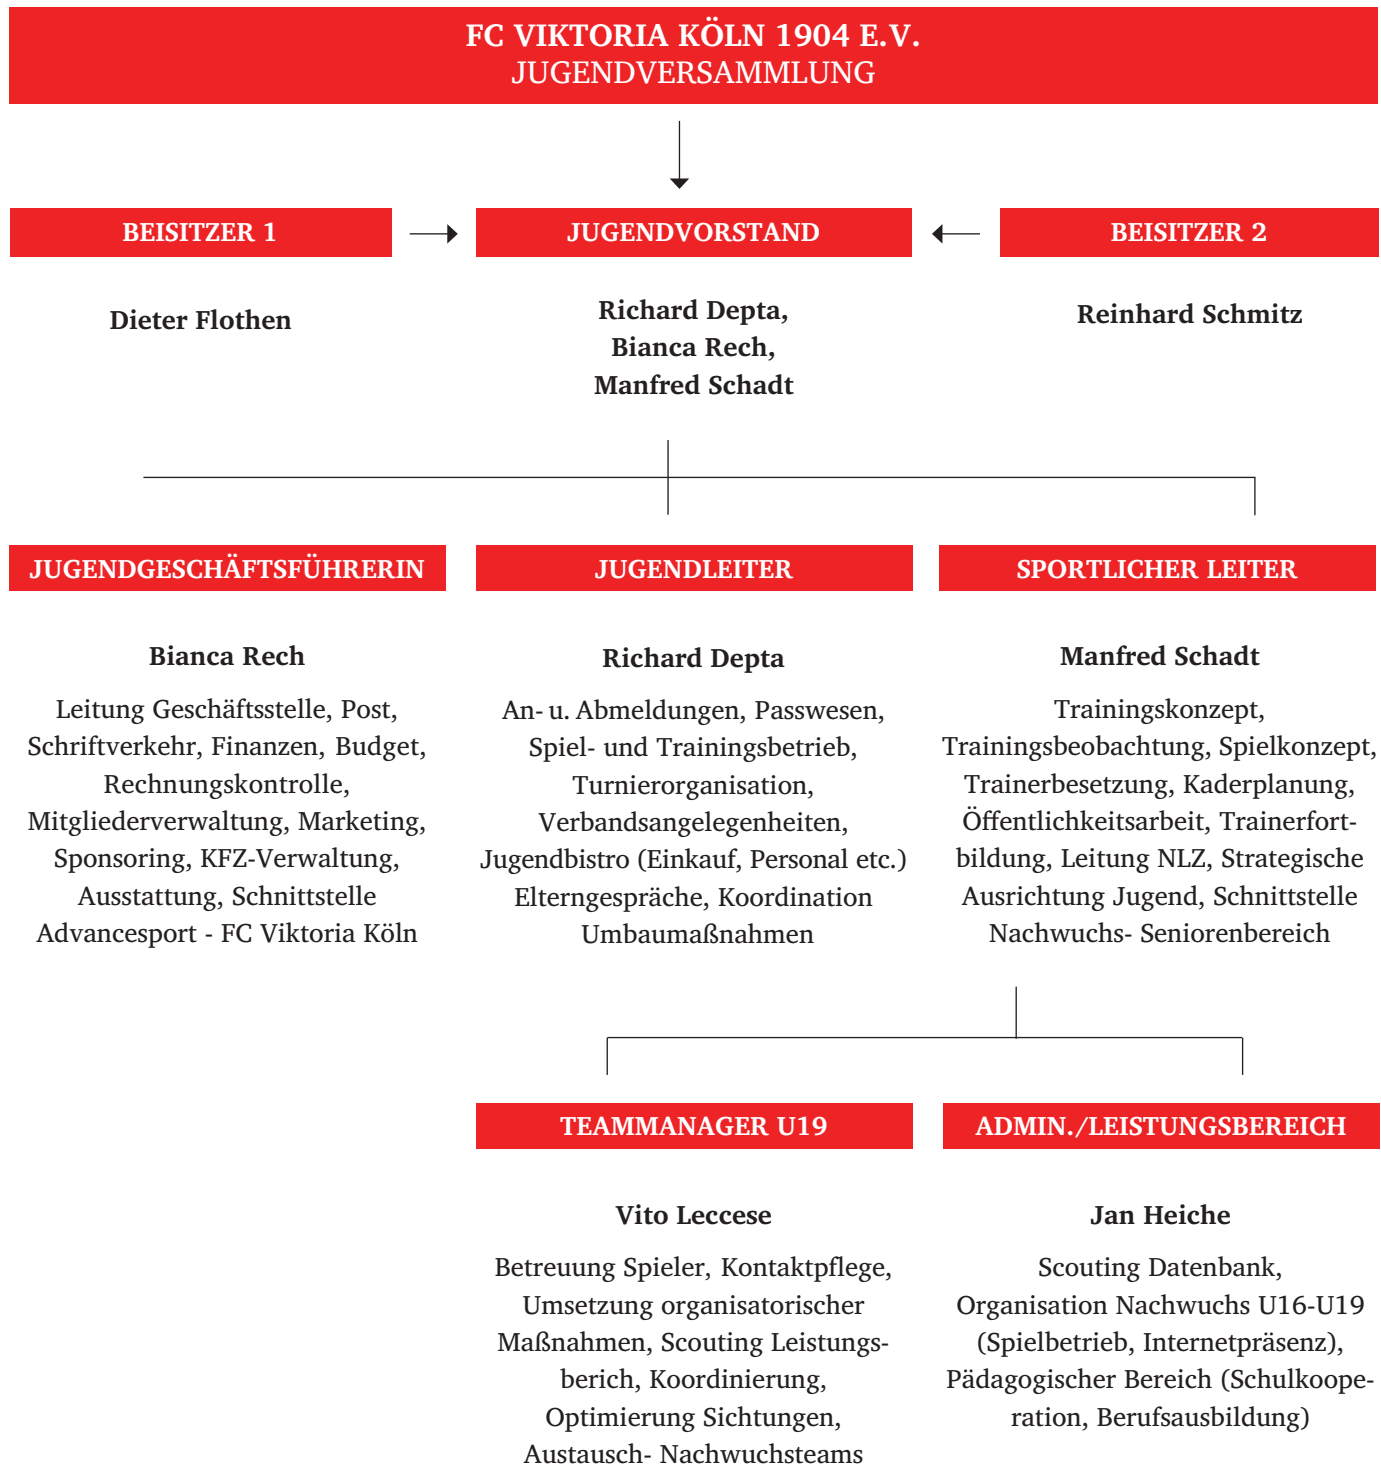 FC VIKTORIA KÖLN 1904 E.V.
JUGENDVERSAMMLUNG
BEISITZER 1
Dieter Flothen
JUGENDVORSTAND
Richard Depta,
Bianca Rech,
Manfred Schadt
BEISITZER 2
Reinhard Schmitz
JUGENDGESCHÄFTSFÜHRERIN
Bianca Rech
Leitung Geschäftsstelle, Post,
Schriftverkehr, Finanzen, Budget,
Rechnungskontrolle,
Mitgliederverwaltung, Marketing,
Sponsoring, KFZ-Verwaltung,
Ausstattung, Schnittstelle
Advancesport - FC Viktoria Köln
JUGENDLEITER
Richard Depta
An- u. Abmeldungen, Passwesen,
Spiel- und Trainingsbetrieb,
Turnierorganisation,
Verbandsangelegenheiten,
Jugendbistro (Einkauf, Personal etc.)
Elterngespräche, Koordination
Umbaumaßnahmen
SPORTLICHER LEITER
Manfred Schadt
Trainingskonzept,
Trainingsbeobachtung, Spielkonzept,
Trainerbesetzung, Kaderplanung,
Öffentlichkeitsarbeit, Trainerfort-
bildung, Leitung NLZ, Strategische
Ausrichtung Jugend, Schnittstelle
Nachwuchs- Seniorenbereich
TEAMMANAGER U19
Vito Leccese
Betreuung Spieler, Kontaktpflege,
Umsetzung organisatorischer
Maßnahmen, Scouting Leistungs-
berich, Koordinierung,
Optimierung Sichtungen,
Austausch- Nachwuchsteams
ADMIN./LEISTUNGSBEREICH
Jan Heiche
Scouting Datenbank,
Organisation Nachwuchs U16-U19
(Spielbetrieb, Internetpräsenz),
Pädagogischer Bereich (Schulkoope-
ration, Berufsausbildung)